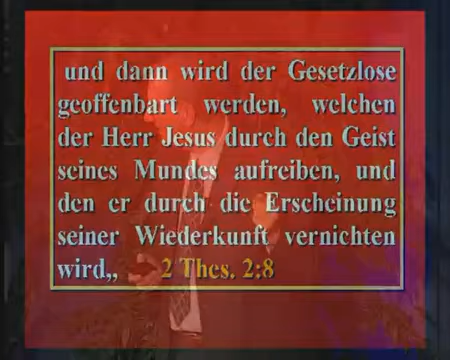 und dann wird der Gesetzlose
geoffenbart werden, welchen
der Herr Jesus durch den Geist
seines Mundes aufreiben, und
den er durch die Erscheinung
seiner Wiederkunft vernichten
wird,, 2 Thes. 2:8